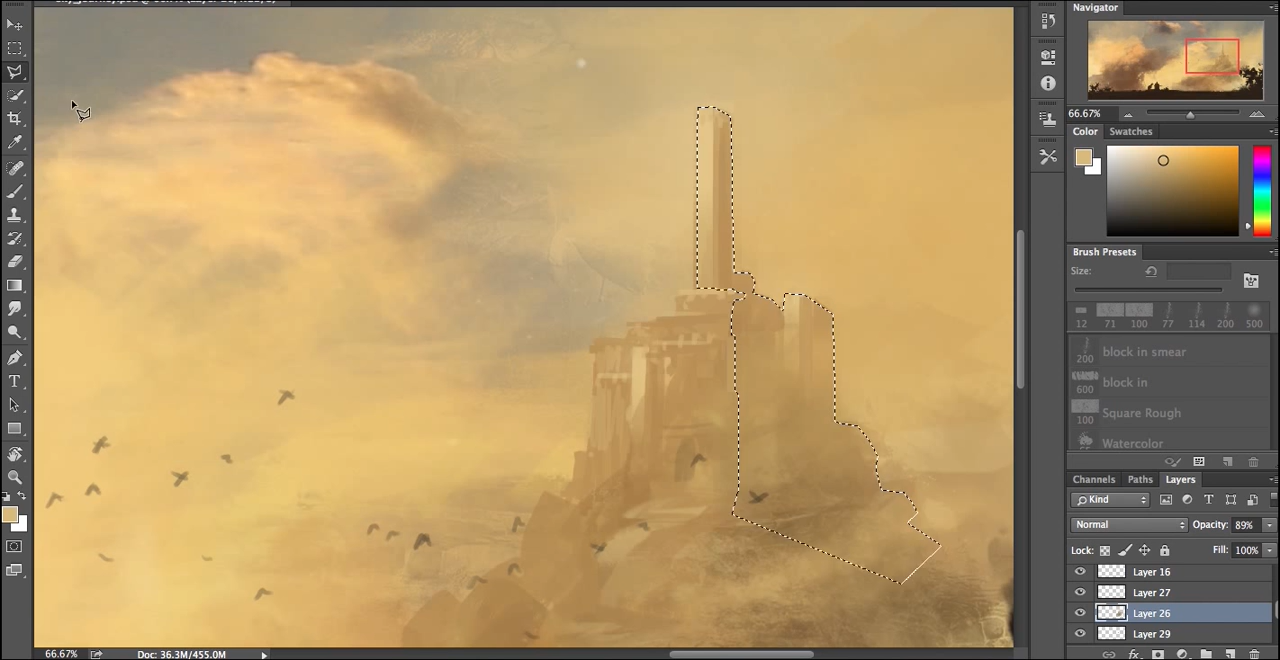 Navigator
66.67%
Color Swatches
Brush Presets
Size:
12 71 100 77 114 200 500
200 block in smear
600 block in
100 Square Rough
Watercolor
Channels Paths Layers
Kind
Normal Opacity: 89%
Lock: Fill: 100%
Layer 16
Layer 27
Layer 26
Layer 29
66.67% Doc: 36.3M/455.0M